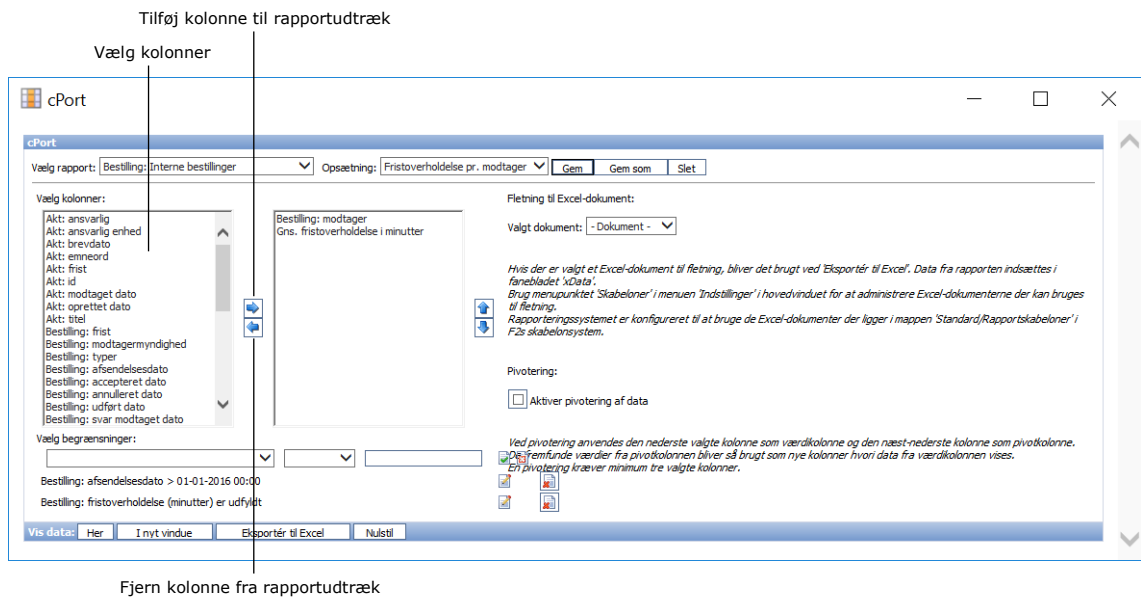 Tilføj kolonne til rapportudtræk
Vælg kolonner
cPort
cPort
Vælg rapport: Bestilling: Interne bestillinger Opsætning: Fristoverholdelse pr. modtager Gem Gem som Slet
Vælg kolonner:
Akt: ansvarlig
Akt: ansvarlig enhed
Akt: brevdato
Akt: emneord
Akt: frist
Akt: id
Akt: modtaget dato
Akt: oprettet dato
Akt: titel
Bestilling: frist
Bestilling: modtagermyndighed
Bestilling: typer
Bestilling: afsendelsesdato
Bestilling: accepteret dato
Bestilling: annulleret dato
Bestilling: udført dato
Bestilling: svar modtaget dato
Bestilling: modtager
Gns. fristoverholdelse i minutter
Fletning til Excel-dokument:
Valgt dokument: - Dokument -
Hvis der er valgt et Excel-dokument til fletning, bliver det brugt ved 'Eksportér til Excel'. Data fra rapporten indsættes i
fanebladet 'xData'.
Brug menupunktet 'Skabeloner' i menuen 'Indstillinger' i hovedvinduet for at administrere Excel-dokumenterne der kan bruges
til fletning.
Rapporteringssystemet er konfigureret til at bruge de Excel-dokumenter der ligger i mappen 'Standard/Rapportskabeloner' i
F2s skabelonsystem.
Pivotering:
Aktiver pivotering af data
Ved pivotering anvendes den nederste valgte kolonne som værdikolonne og den næst-nederste kolonne som pivotkolonne.
De fremfundne værdier fra pivotkolonnen bliver så brugt som nye kolonner hvori data fra værdikolonnen vises.
En pivotering kræver minimum tre valgte kolonner.
Vælg begrænsninger:
Bestilling: afsendelsesdato > 01-01-2016 00:00
Bestilling: fristoverholdelse (minutter) er udfyldt
Vis data: Her I nyt vindue Eksportér til Excel Nulstil
Fjern kolonne fra rapportudtræk